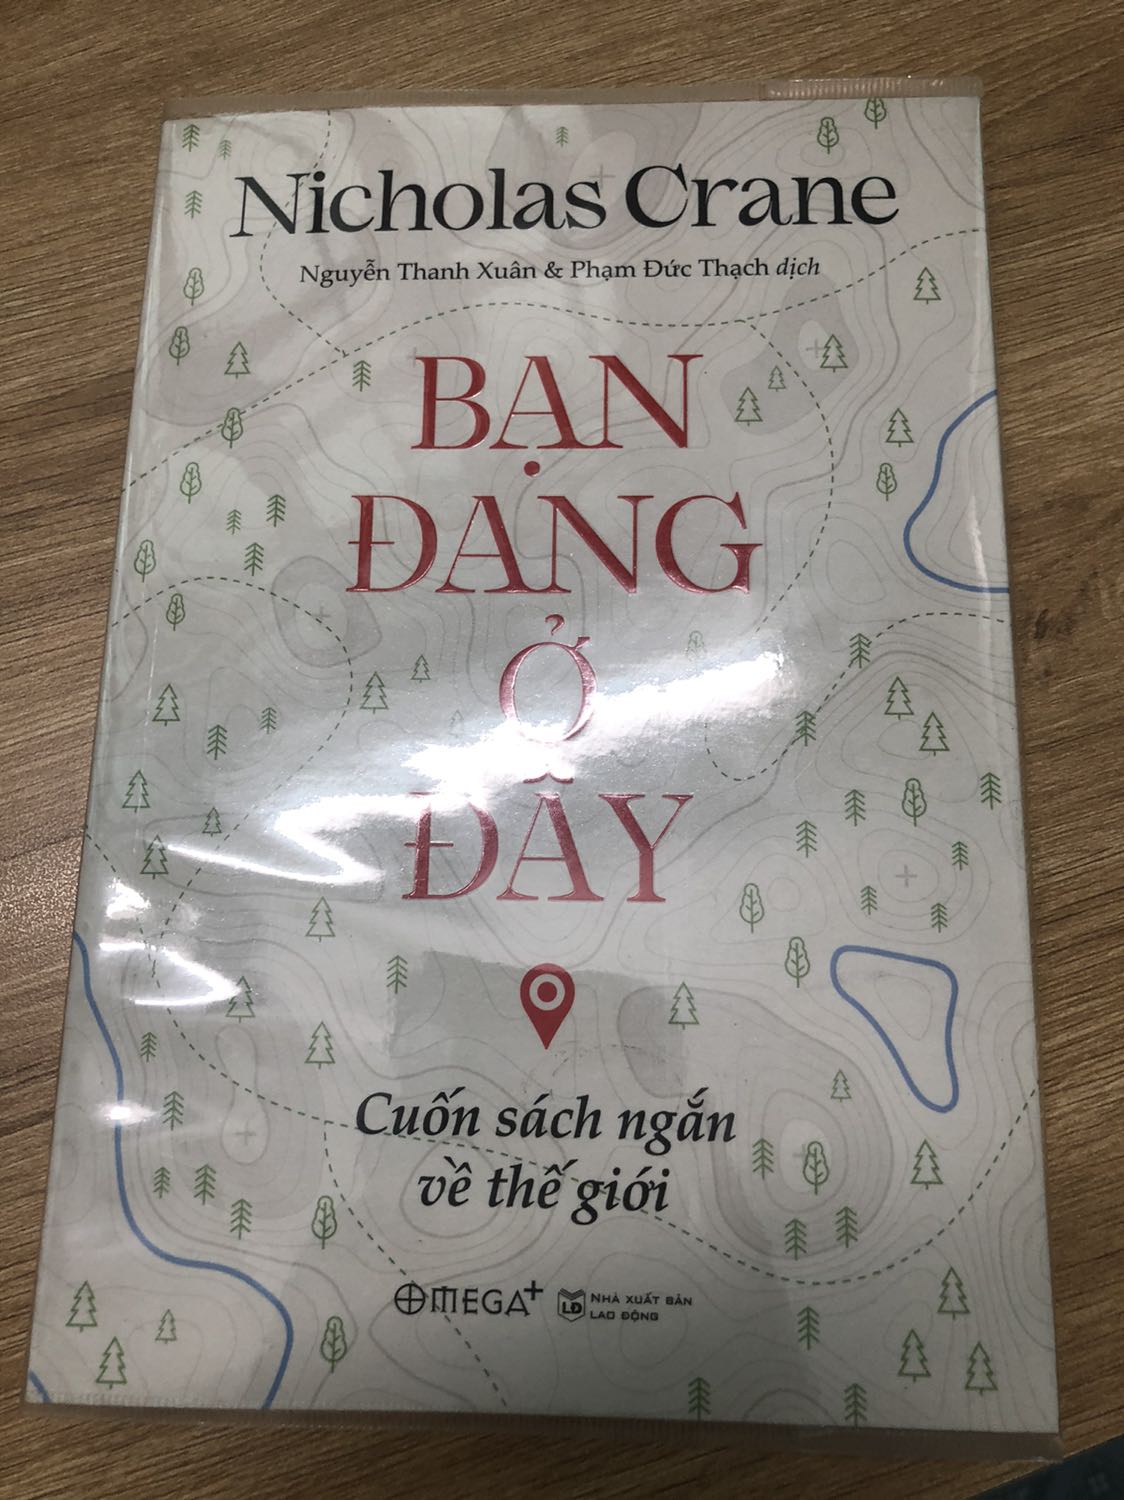 Nicholas Crane
Nguyễn Thanh Xuân & Phạm Đức Thạch dịch
BẠN
ĐANG
Ở
ĐÂY
Cuốn sách ngắn
về thế giới
OMEGA+
LĐ
NHÀ XUẤT BẢN
LAO ĐỘNG